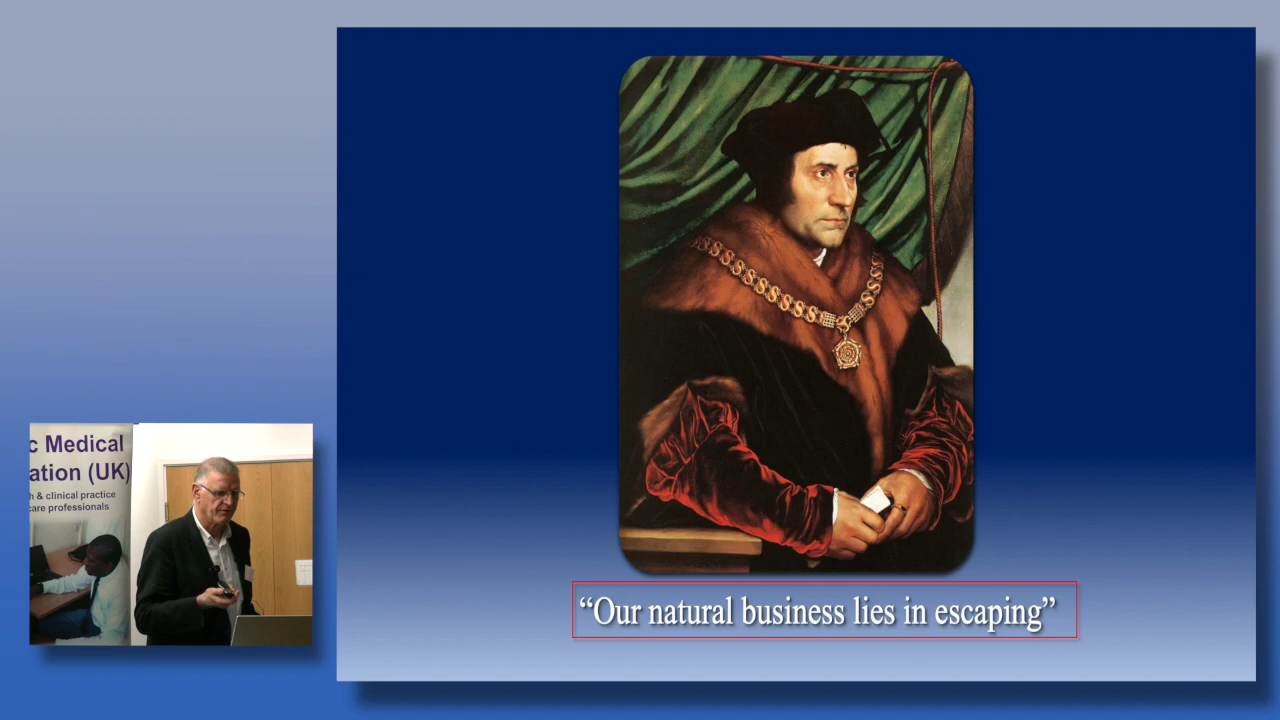 c Medical
ation (UK)
h & clinical practice
care professionals
“Our natural business lies in escaping”